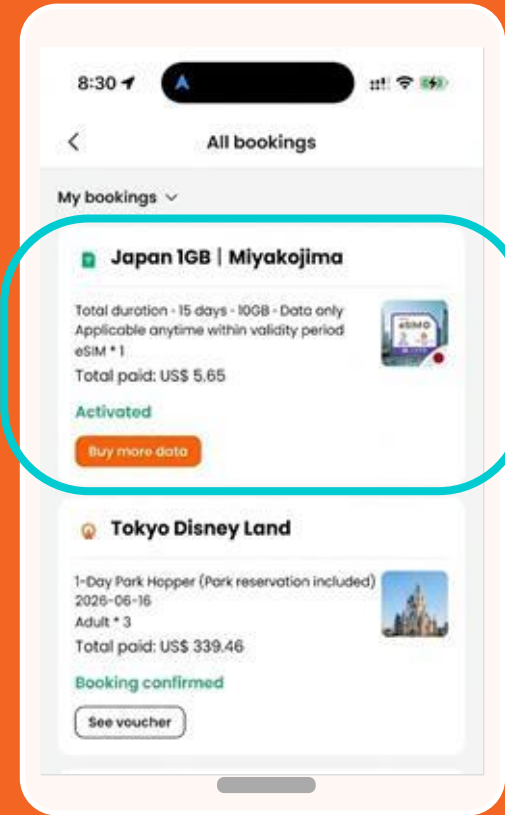 8:30
All bookings
My bookings
Japan 1GB | Miyakojima
Total duration - 15 days - 10GB - Data only
Applicable anytime within validity period
eSIM * 1
Total paid: US$ 5.65
eSIM
Activated
Buy more data
Tokyo Disney Land
1-Day Park Hopper (Park reservation included)
2026-06-16
Adult * 3
Total paid: US$ 339.46
Booking confirmed
See voucher